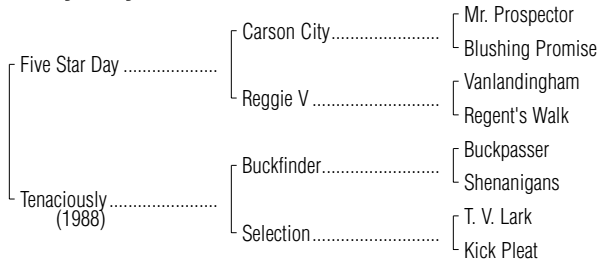 Mr. Prospector
Carson City
Blushing Promise
Five Star Day
Vanlandingham
Reggie V
Regent's Walk
Buckpasser
Buckfinder
Shenanigans
Tenaciously
(1988)
T. V. Lark
Selection
Kick Pleat